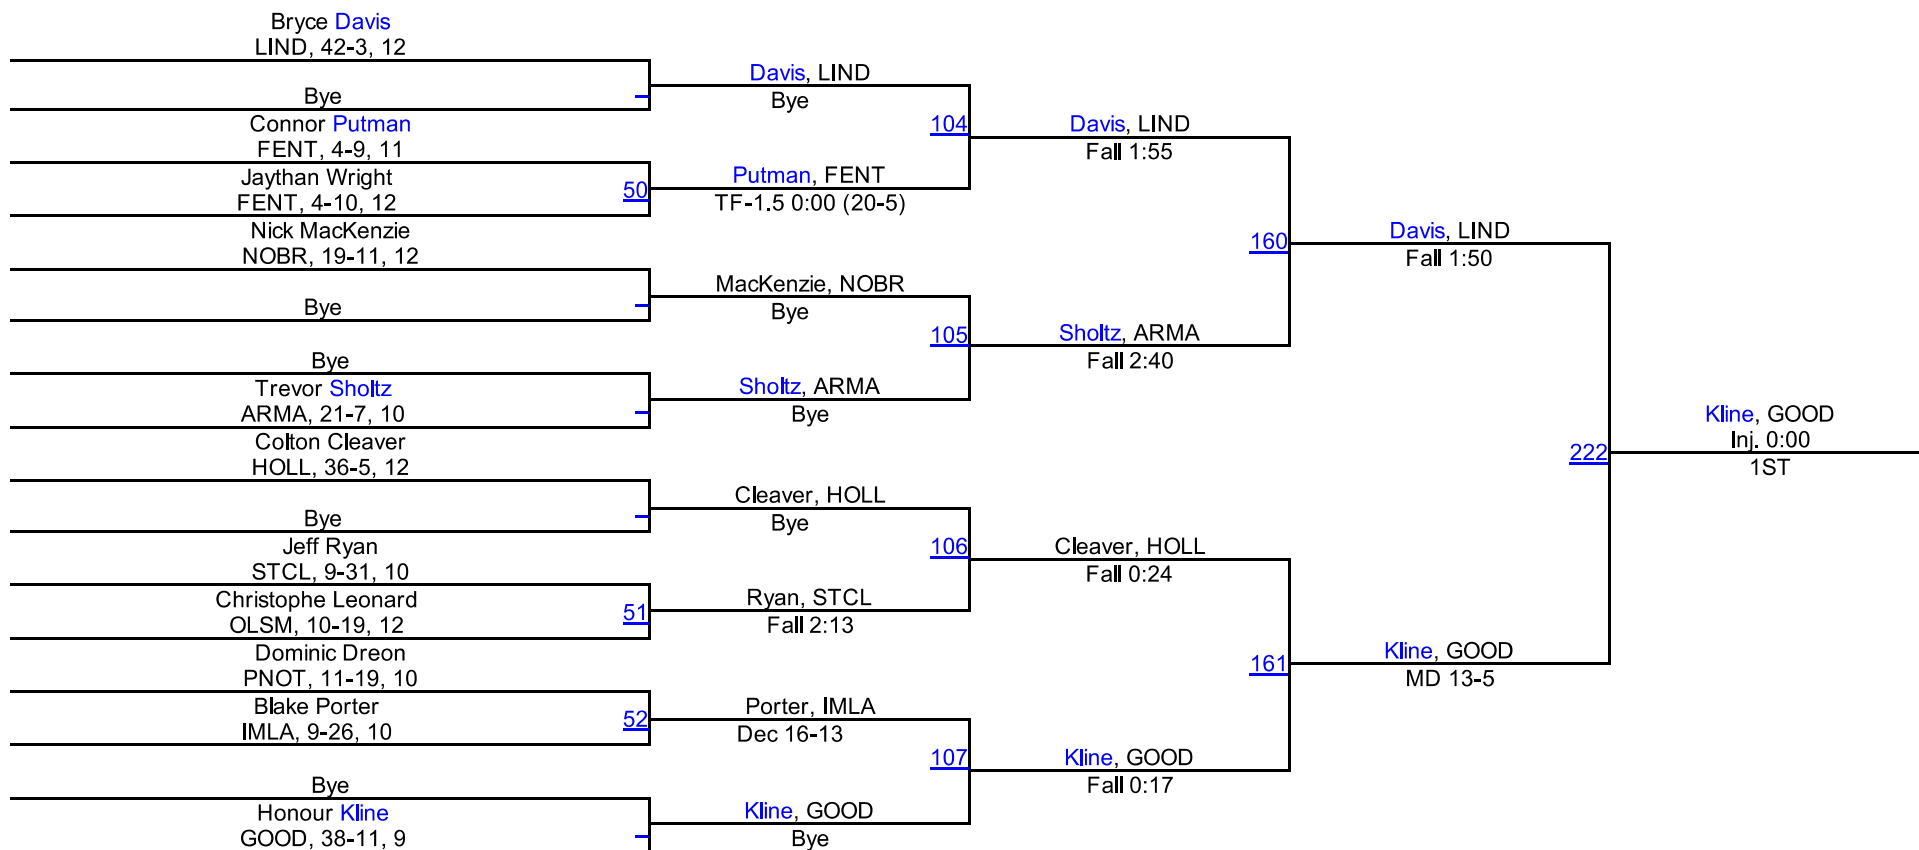 Bryce Davis
LIND, 42-3, 12
Bye
Connor Putman
FENT, 4-9, 11
Jaythan Wright
FENT, 4-10, 12
50
Nick MacKenzie
NOBR, 19-11, 12
Bye
Bye
Trevor Sholtz
ARMA, 21-7, 10
Colton Cleaver
HOLL, 36-5, 12
Bye
Jeff Ryan
STCL, 9-31, 10
Christophe Leonard
OLSM, 10-19, 12
51
Dominic Dreon
PNOT, 11-19, 10
Blake Porter
IMLA, 9-26, 10
52
Bye
Honour Kline
GOOD, 38-11, 9
Davis, LIND
Bye
104
Putman, FENT
TF-1.5 0:00 (20-5)
MacKenzie, NOBR
Bye
105
Sholtz, ARMA
Bye
Cleaver, HOLL
Bye
106
Ryan, STCL
Fall 2:13
Porter, IMLA
Dec 16-13
107
Kline, GOOD
Bye
Davis, LIND
Fall 1:55
160
Sholtz, ARMA
Fall 2:40
Cleaver, HOLL
Fall 0:24
161
Kline, GOOD
Fall 0:17
Davis, LIND
Fall 1:50
222
Kline, GOOD
MD 13-5
Kline, GOOD
Inj. 0:00
1ST